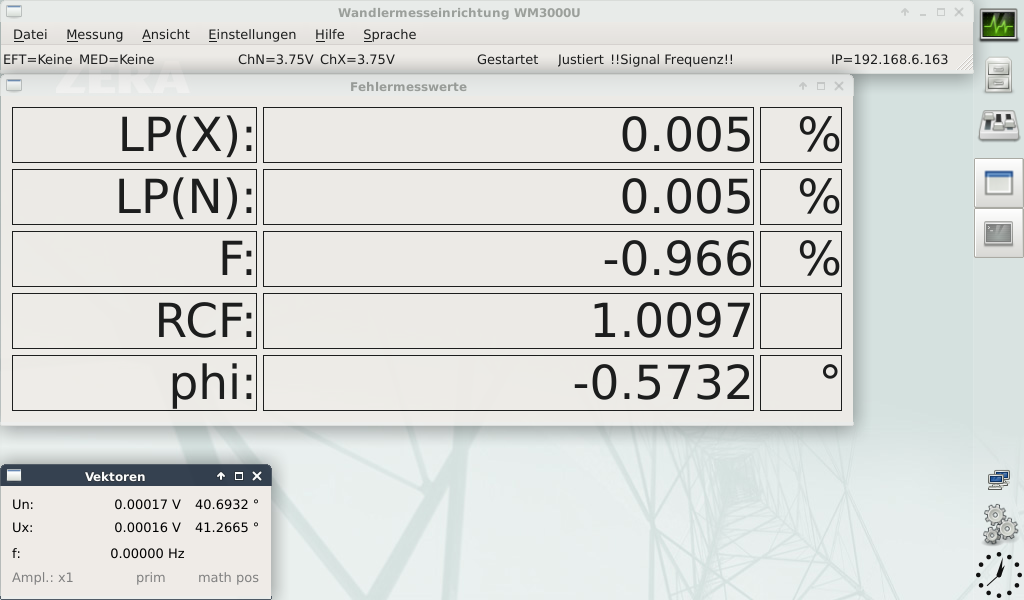 Wandlermesseinrichtung WM3000U
Datei Messung Ansicht Einstellungen Hilfe Sprache
EFT=Keine MED=Keine ChN=3.75V ChX=3.75V Gestartet Justiert !!Signal Frequenz!! IP=192.168.6.163
ZERA
Fehlermesswerte
LP(X): 0.005 %
LP(N): 0.005 %
F: -0.966 %
RCF: 1.0097
phi: -0.5732 °
Vektoren
Un: 0.00017 V 40.6932 °
Ux: 0.00016 V 41.2665 °
f: 0.00000 Hz
Ampl.: x1 prim math pos